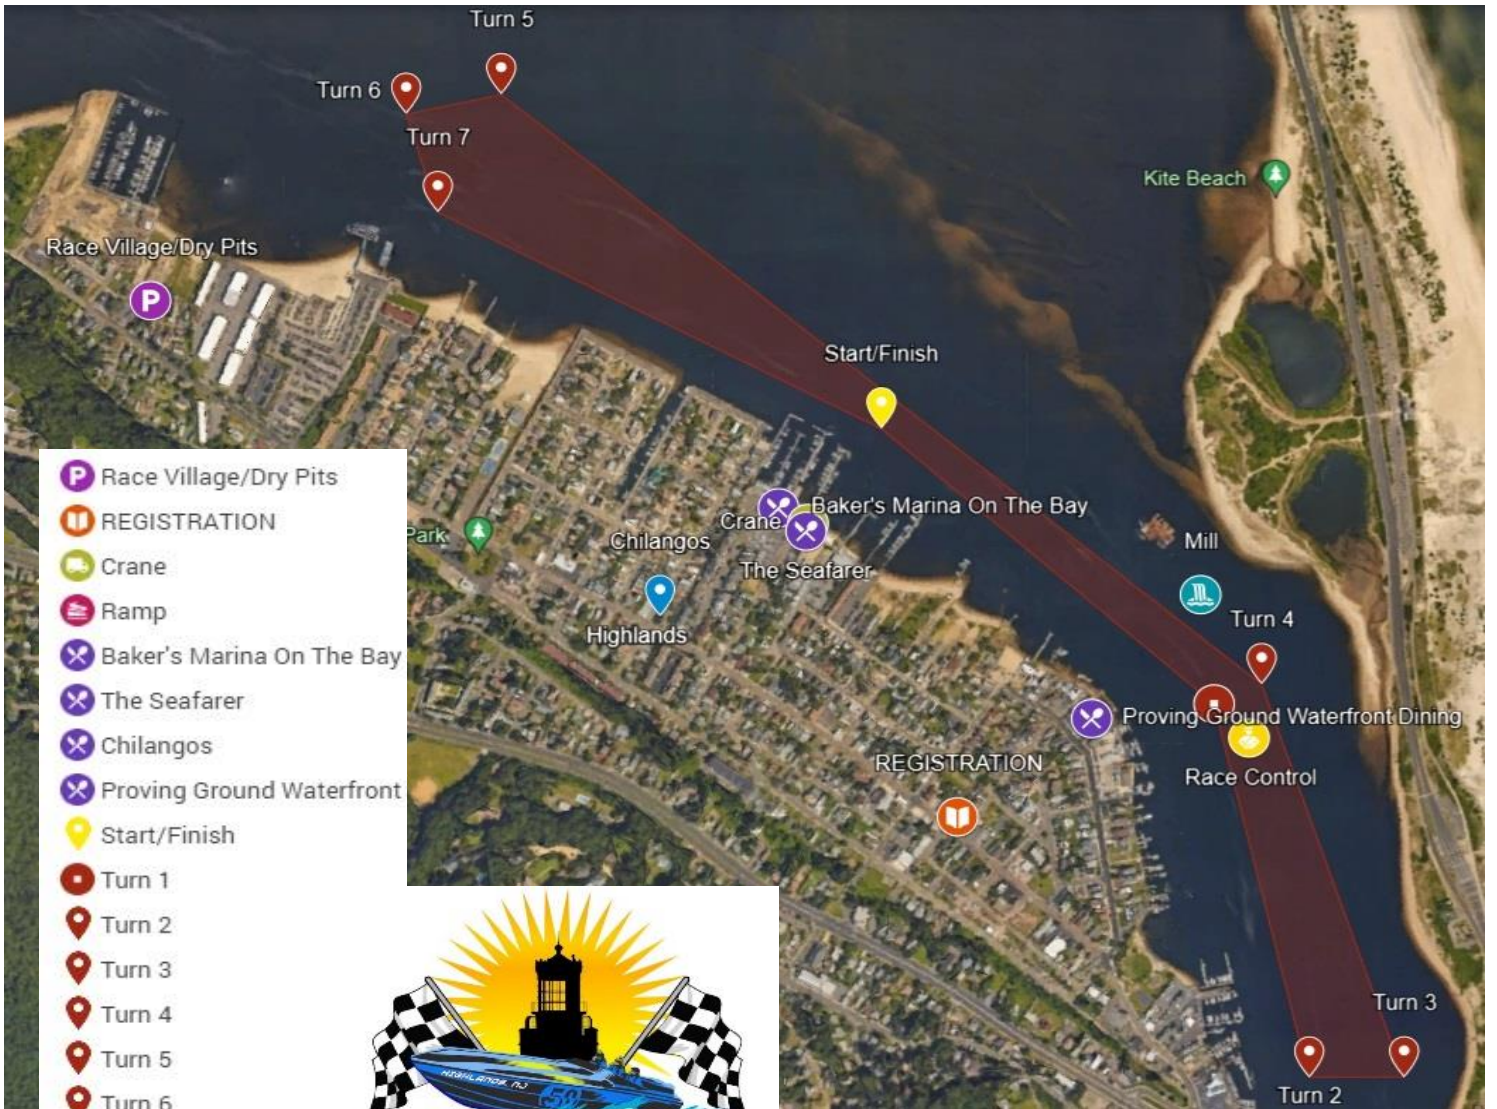 Turn 5
Turn 6
Turn 7
Kite Beach
Race Village/Dry Pits
Start/Finish
Baker's Marina On The Bay
Crane
Park
Chilangos
The Seafarer
Mill
Turn 4
Highlands
Proving Ground Waterfront Dining
REGISTRATION
Race Control
Turn 3
Turn 2
P Race Village/Dry Pits
REGISTRATION
Crane
Ramp
Baker's Marina On The Bay
The Seafarer
Chilangos
Proving Ground Waterfront
Start/Finish
Turn 1
Turn 2
Turn 3
Turn 4
Turn 5
Turn 6
HIGHLANDS, NJ
50
P